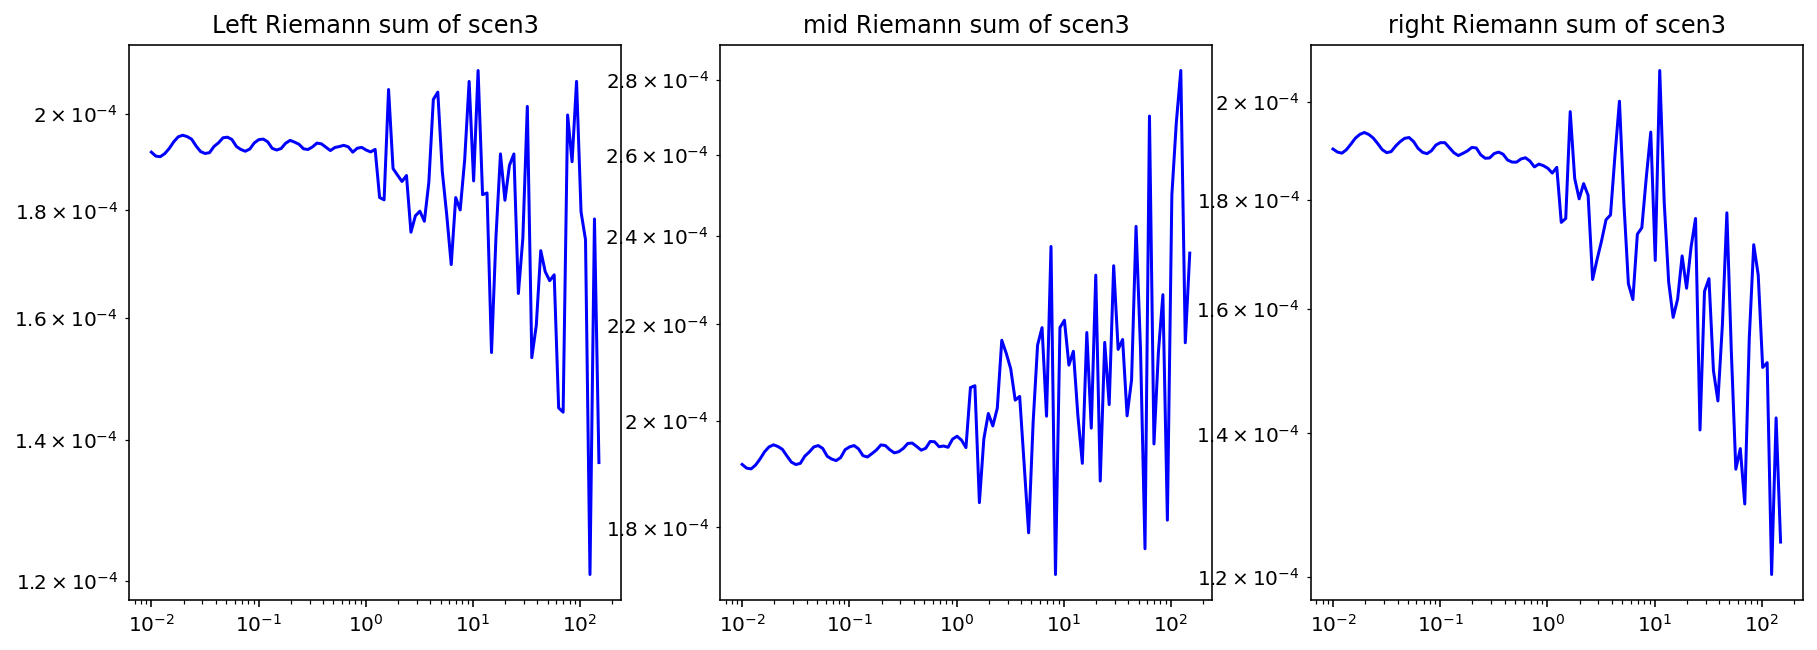 Left Riemann sum of scen3
2 × 10⁻⁴
1.8 × 10⁻⁴
1.6 × 10⁻⁴
1.4 × 10⁻⁴
1.2 × 10⁻⁴
10⁻² 10⁻¹ 10⁰ 10¹ 10²
mid Riemann sum of scen3
2.8 × 10⁻⁴
2.6 × 10⁻⁴
2.4 × 10⁻⁴
2.2 × 10⁻⁴
2 × 10⁻⁴
1.8 × 10⁻⁴
10⁻² 10⁻¹ 10⁰ 10¹ 10²
right Riemann sum of scen3
2 × 10⁻⁴
1.8 × 10⁻⁴
1.6 × 10⁻⁴
1.4 × 10⁻⁴
1.2 × 10⁻⁴
10⁻² 10⁻¹ 10⁰ 10¹ 10²